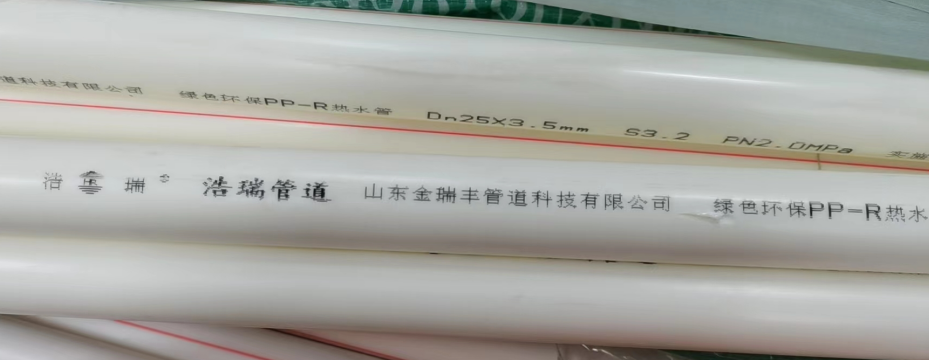 道科技有限公司 绿色环保PP-R热水管 Dn25X3.5mm S3.2 PN2.0MPa
浩 瑞 ® 浩瑞管道 山东金瑞丰管道科技有限公司 绿色环保PP-R热水